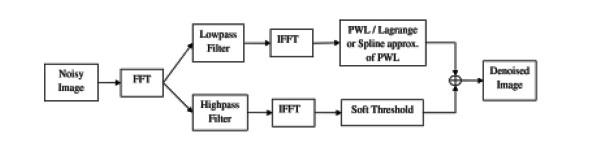 Noisy
Image
FFT
Lowpass
Filter
IFFT
PWL / Lagrange
or Spline approx.
of PWL
Highpass
Filter
IFFT
Soft Threshold
Denoised
Image